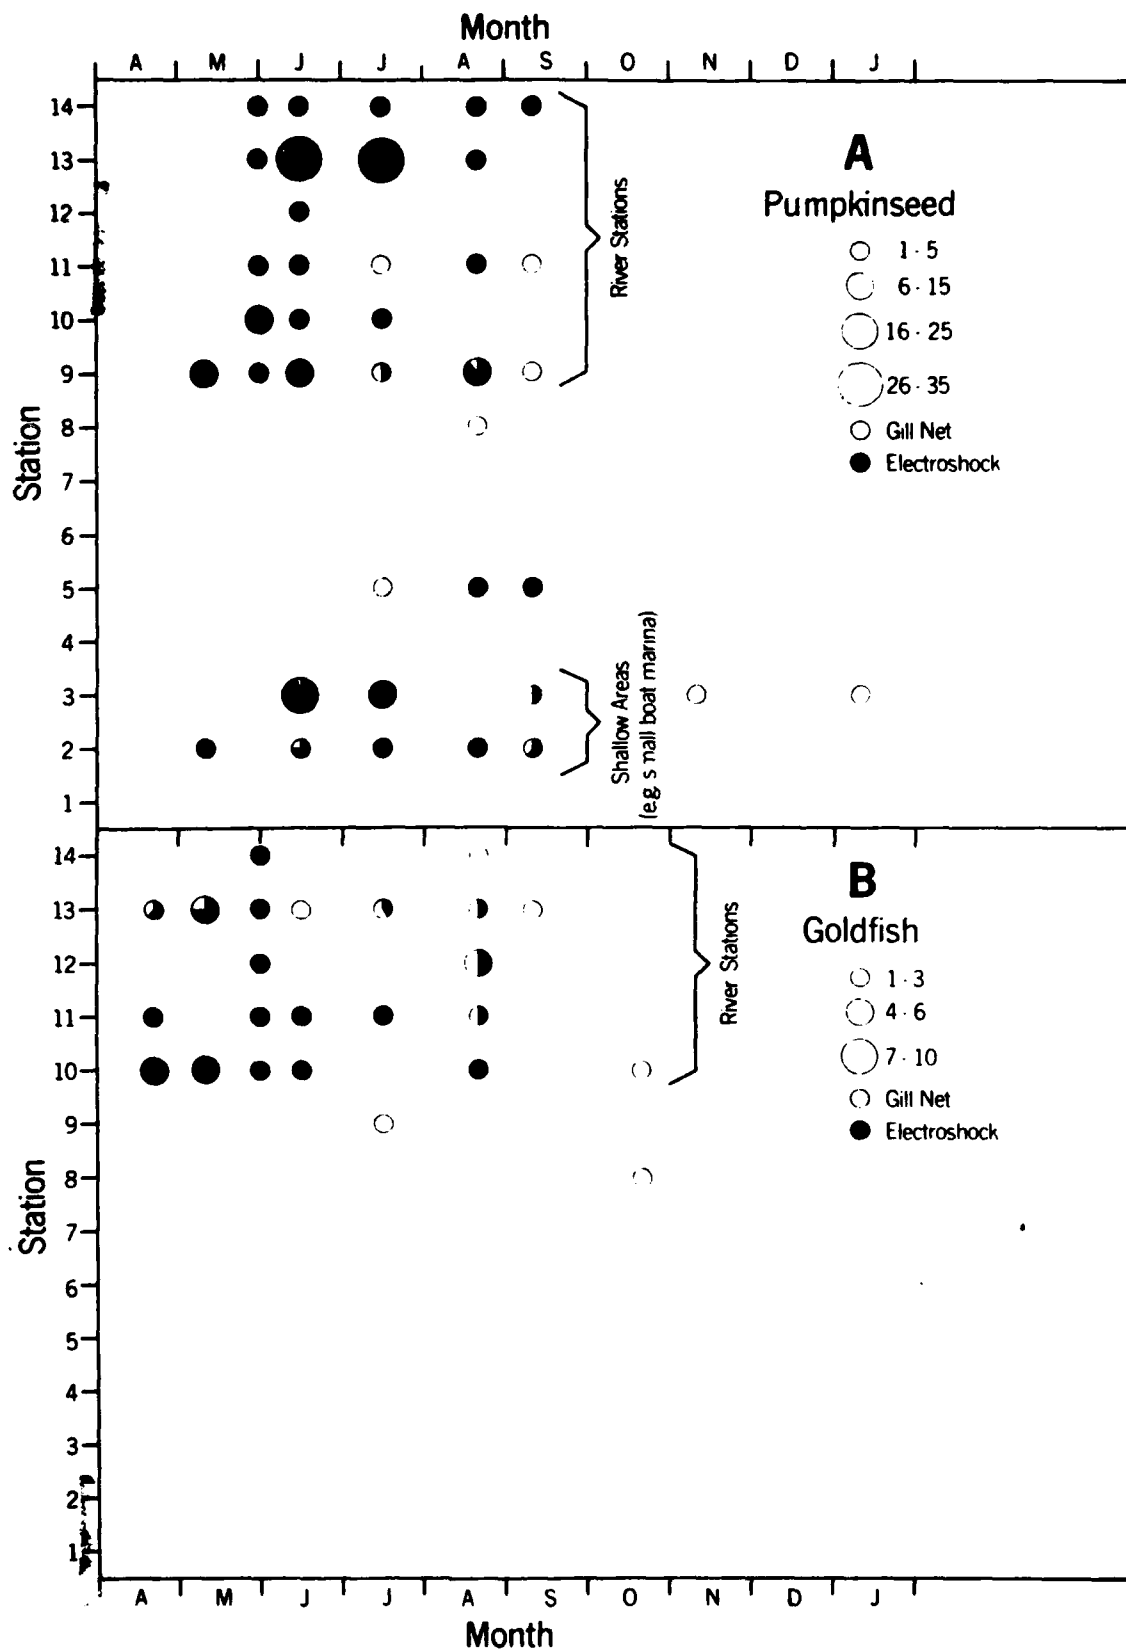 Month
A M J J A S O N D J
14
13
12
11
10
9
8
7
6
5
4
3
2
1
Station
River Stations
Shallow Areas
(e.g. small boat marina)
A
Pumpkinseed
1 - 5
6 - 15
16 - 25
26 - 35
Gill Net
Electroshock
14
13
12
11
10
9
8
7
6
5
4
3
2
1
Station
River Stations
B
Goldfish
1 - 3
4 - 6
7 - 10
Gill Net
Electroshock
A M J J A S O N D J
Month